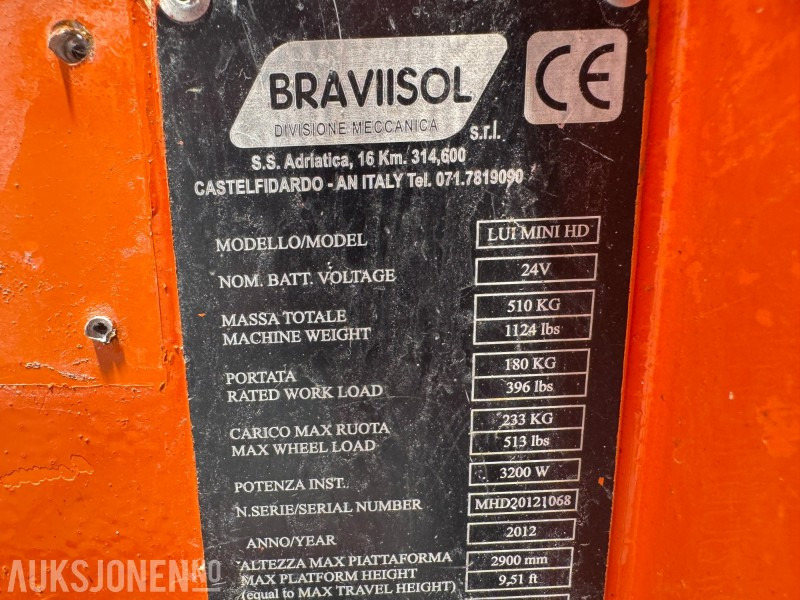 BRAVIISOL
DIVISIONE MECCANICA
s.r.l.
CE
S.S. Adriatica, 16 Km. 314,600
CASTELFIDARDO - AN ITALY Tel. 071.7819090
MODELLO/MODEL LUI MINI HD
NOM. BATT. VOLTAGE 24V
MASSA TOTALE 510 KG
MACHINE WEIGHT 1124 lbs
PORTATA 180 KG
RATED WORK LOAD 396 lbs
CARICO MAX RUOTA 233 KG
MAX WHEEL LOAD 513 lbs
POTENZA INST. 3200 W
N.SERIE/SERIAL NUMBER MHD20121068
ANNO/YEAR 2012
ALTEZZA MAX PIATTAFORMA 2900 mm
MAX PLATFORM HEIGHT 9,51 ft
(equal to MAX TRAVEL HEIGHT)
AUKSJONEN.NO